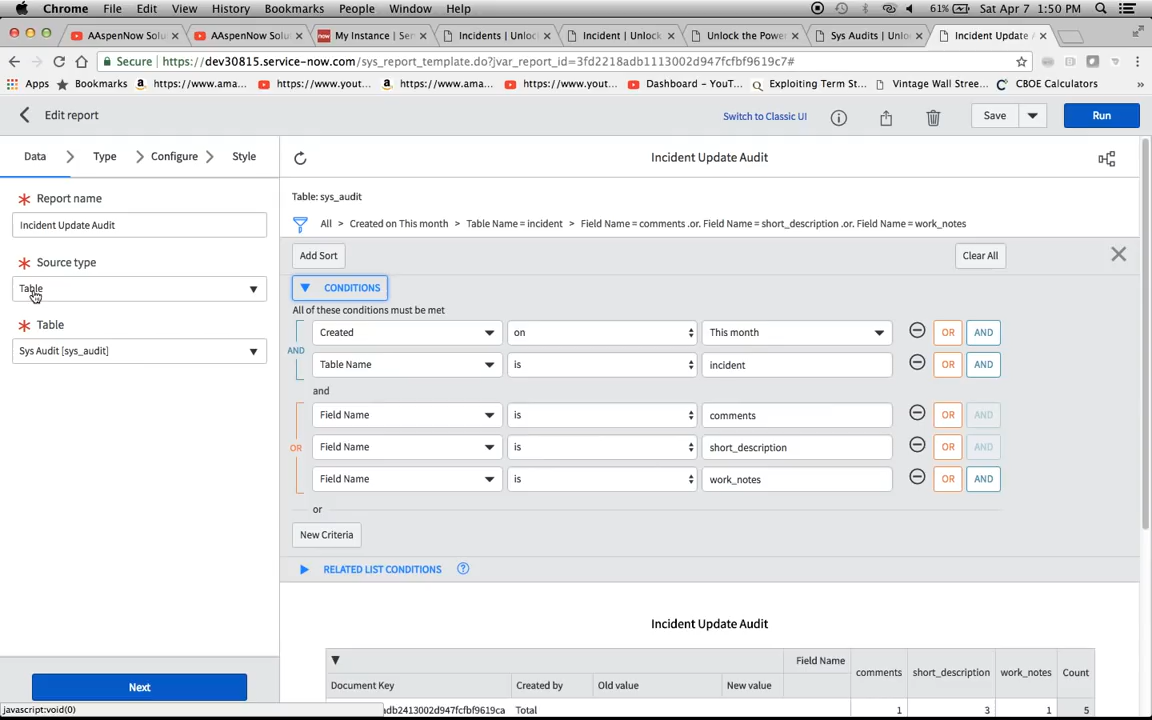 Chrome File Edit View History Bookmarks People Window Help 61% Sat Apr 7 1:50 PM
AAspenNow Solu AAspenNow Solu now My Instance | Ser Incidents | Unloc Incident | Unlock Unlock the Power Sys Audits | Unloc Incident Update A
Secure https://dev30815.service-now.com/sys_report_template.do?jvar_report_id=3fd2218adb1113002d947fcfbf9619c7#
Apps Bookmarks https://www.ama... https://www.yout... https://www.ama... https://www.yout... Dashboard - YouT... Exploiting Term St... Vintage Wall Stree... CBOE Calculators »
Edit report Switch to Classic UI Save Run
Data Type Configure Style Incident Update Audit
Report name
Incident Update Audit
Source type
Table
Table
Sys Audit [sys_audit]
Next
javascript:void(0)
Table: sys_audit
All > Created on This month > Table Name = incident > Field Name = comments .or. Field Name = short_description .or. Field Name = work_notes
Add Sort Clear All
CONDITIONS
All of these conditions must be met
Created on This month OR AND
AND
Table Name is incident OR AND
and
Field Name is comments OR AND
OR Field Name is short_description OR AND
Field Name is work_notes OR AND
or
New Criteria
RELATED LIST CONDITIONS ?
Incident Update Audit
Field Name comments short_description work_notes Count
Document Key Created by Old value New value
adb2413002d947fcfbf9619ca Total 1 3 1 5